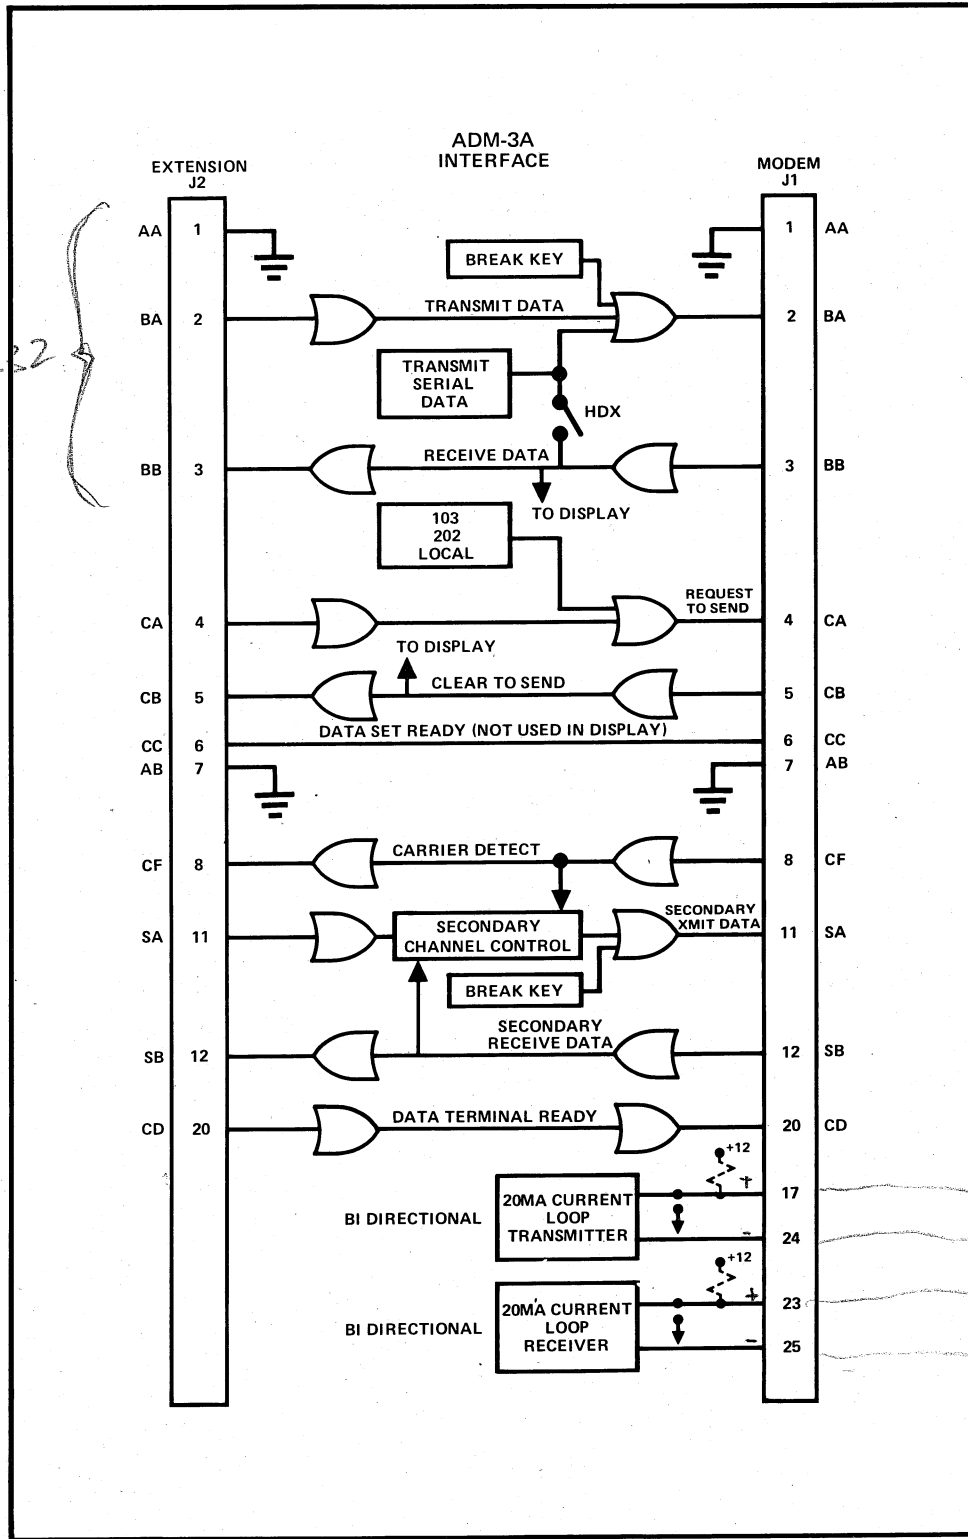 ADM-3A
INTERFACE
EXTENSION
J2
MODEM
J1
AA 1
1 AA
BREAK KEY
BA 2
TRANSMIT DATA
2 BA
32
TRANSMIT
SERIAL
DATA
HDX
BB 3
RECEIVE DATA
3 BB
TO DISPLAY
103
202
LOCAL
REQUEST
TO SEND
CA 4
4 CA
TO DISPLAY
CB 5
CLEAR TO SEND
5 CB
DATA SET READY (NOT USED IN DISPLAY)
CC 6
6 CC
AB 7
7 AB
CF 8
CARRIER DETECT
8 CF
SECONDARY
XMIT DATA
SA 11
SECONDARY
CHANNEL CONTROL
11 SA
BREAK KEY
SECONDARY
RECEIVE DATA
SB 12
12 SB
CD 20
DATA TERMINAL READY
20 CD
+12
+
BI DIRECTIONAL
20MA CURRENT
LOOP
TRANSMITTER
17
-
24
+12
+
BI DIRECTIONAL
20MA CURRENT
LOOP
RECEIVER
23
-
25